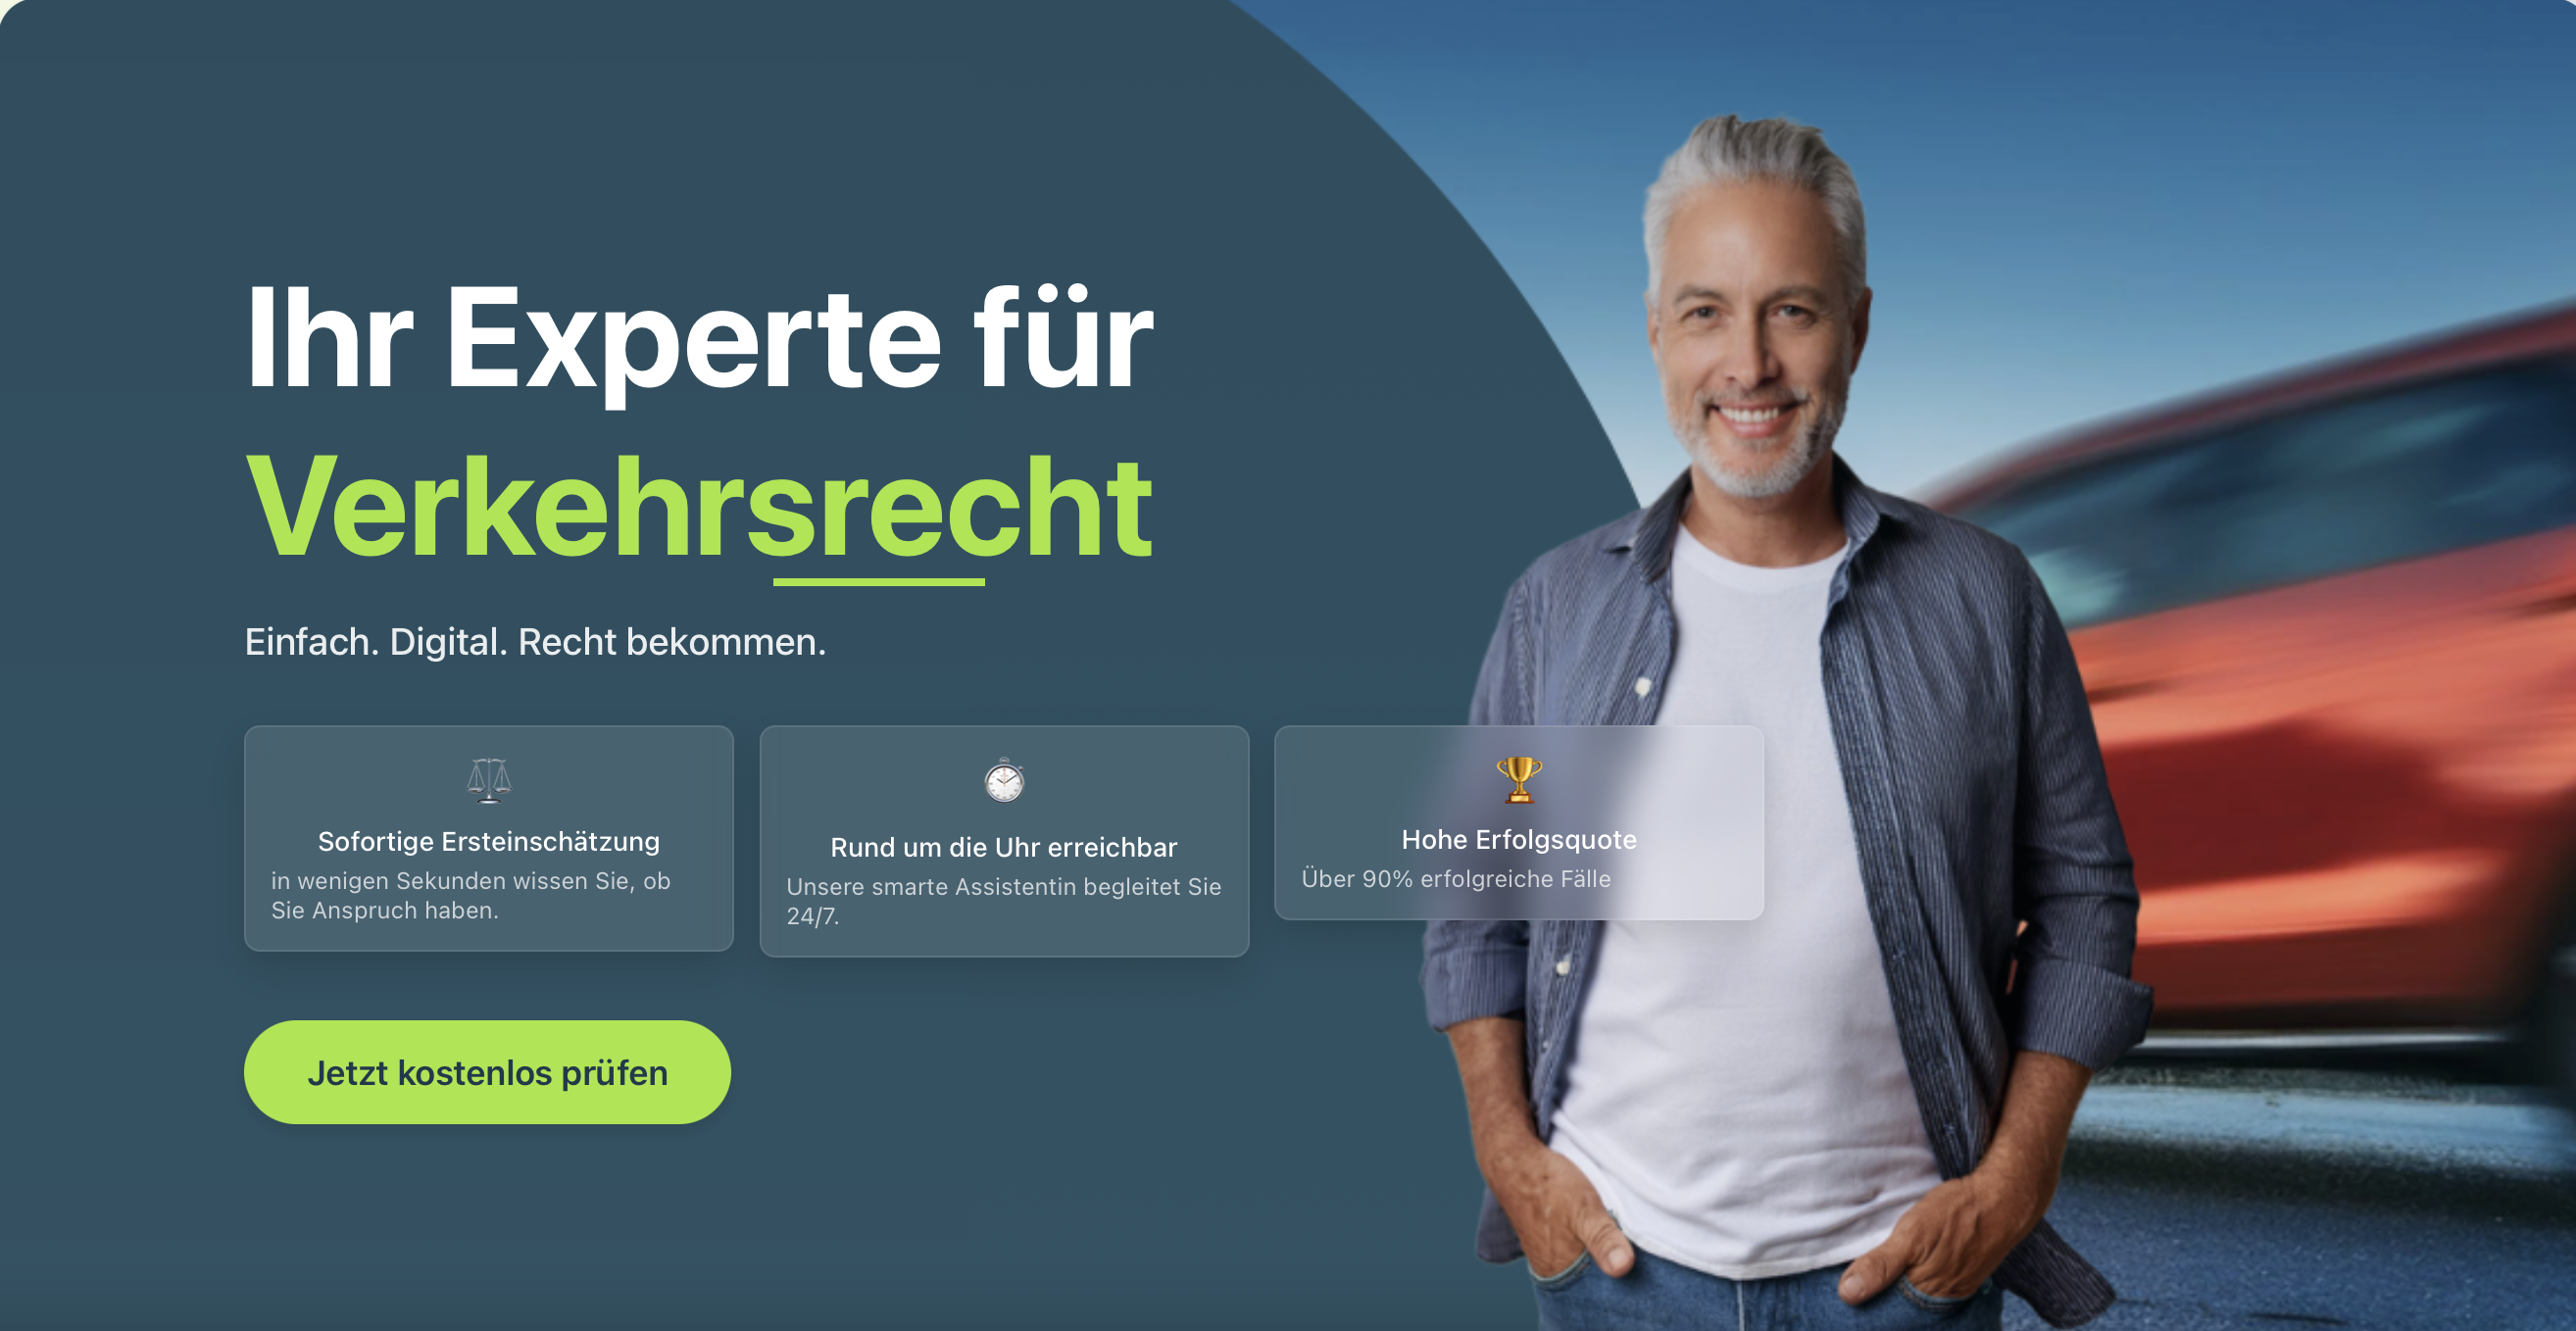 Ihr Experte für
Verkehrsrecht
Einfach. Digital. Recht bekommen.
Sofortige Ersteinschätzung
in wenigen Sekunden wissen Sie, ob
Sie Anspruch haben.
Rund um die Uhr erreichbar
Unsere smarte Assistentin begleitet Sie
24/7.
Hohe Erfolgsquote
Über 90% erfolgreiche Fälle
Jetzt kostenlos prüfen